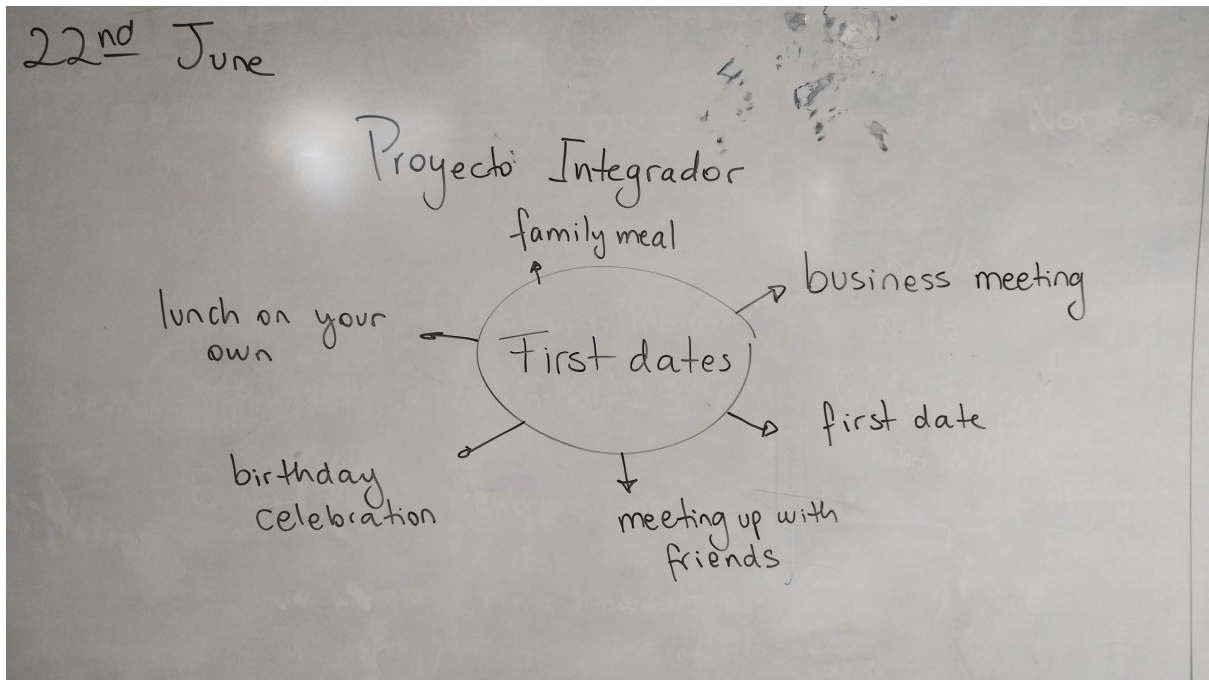 22nd June
Proyecto Integrador
family meal
business meeting
lunch on your
own
First dates
first date
birthday
celebration
meeting up with
friends